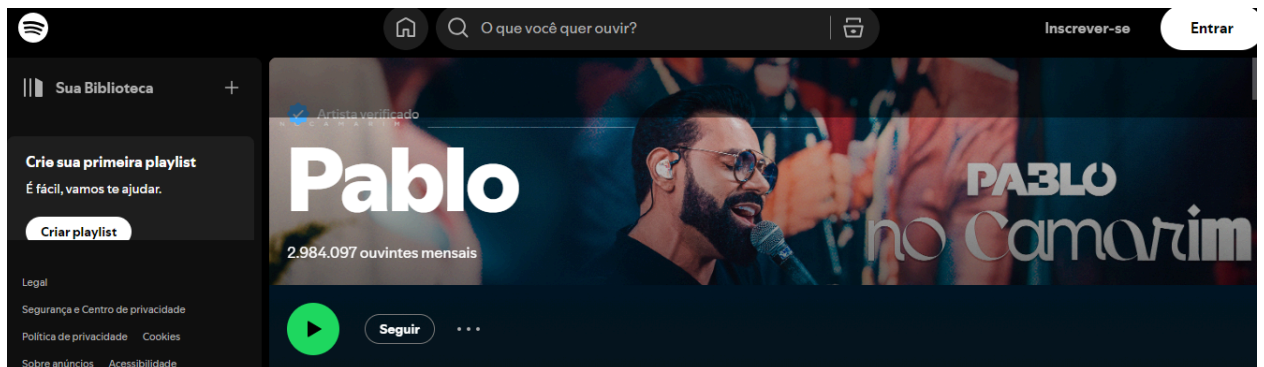 O que você quer ouvir?
Inscrever-se
Entrar
Sua Biblioteca
Crie sua primeira playlist
É fácil, vamos te ajudar.
Criar playlist
Legal
Segurança e Centro de privacidade
Política de privacidade Cookies
Sobre anúncios Acessibilidade
Artista verificado
NO CAMARIM
Pablo
2.984.097 ouvintes mensais
PABLO
no Camarim
Seguir